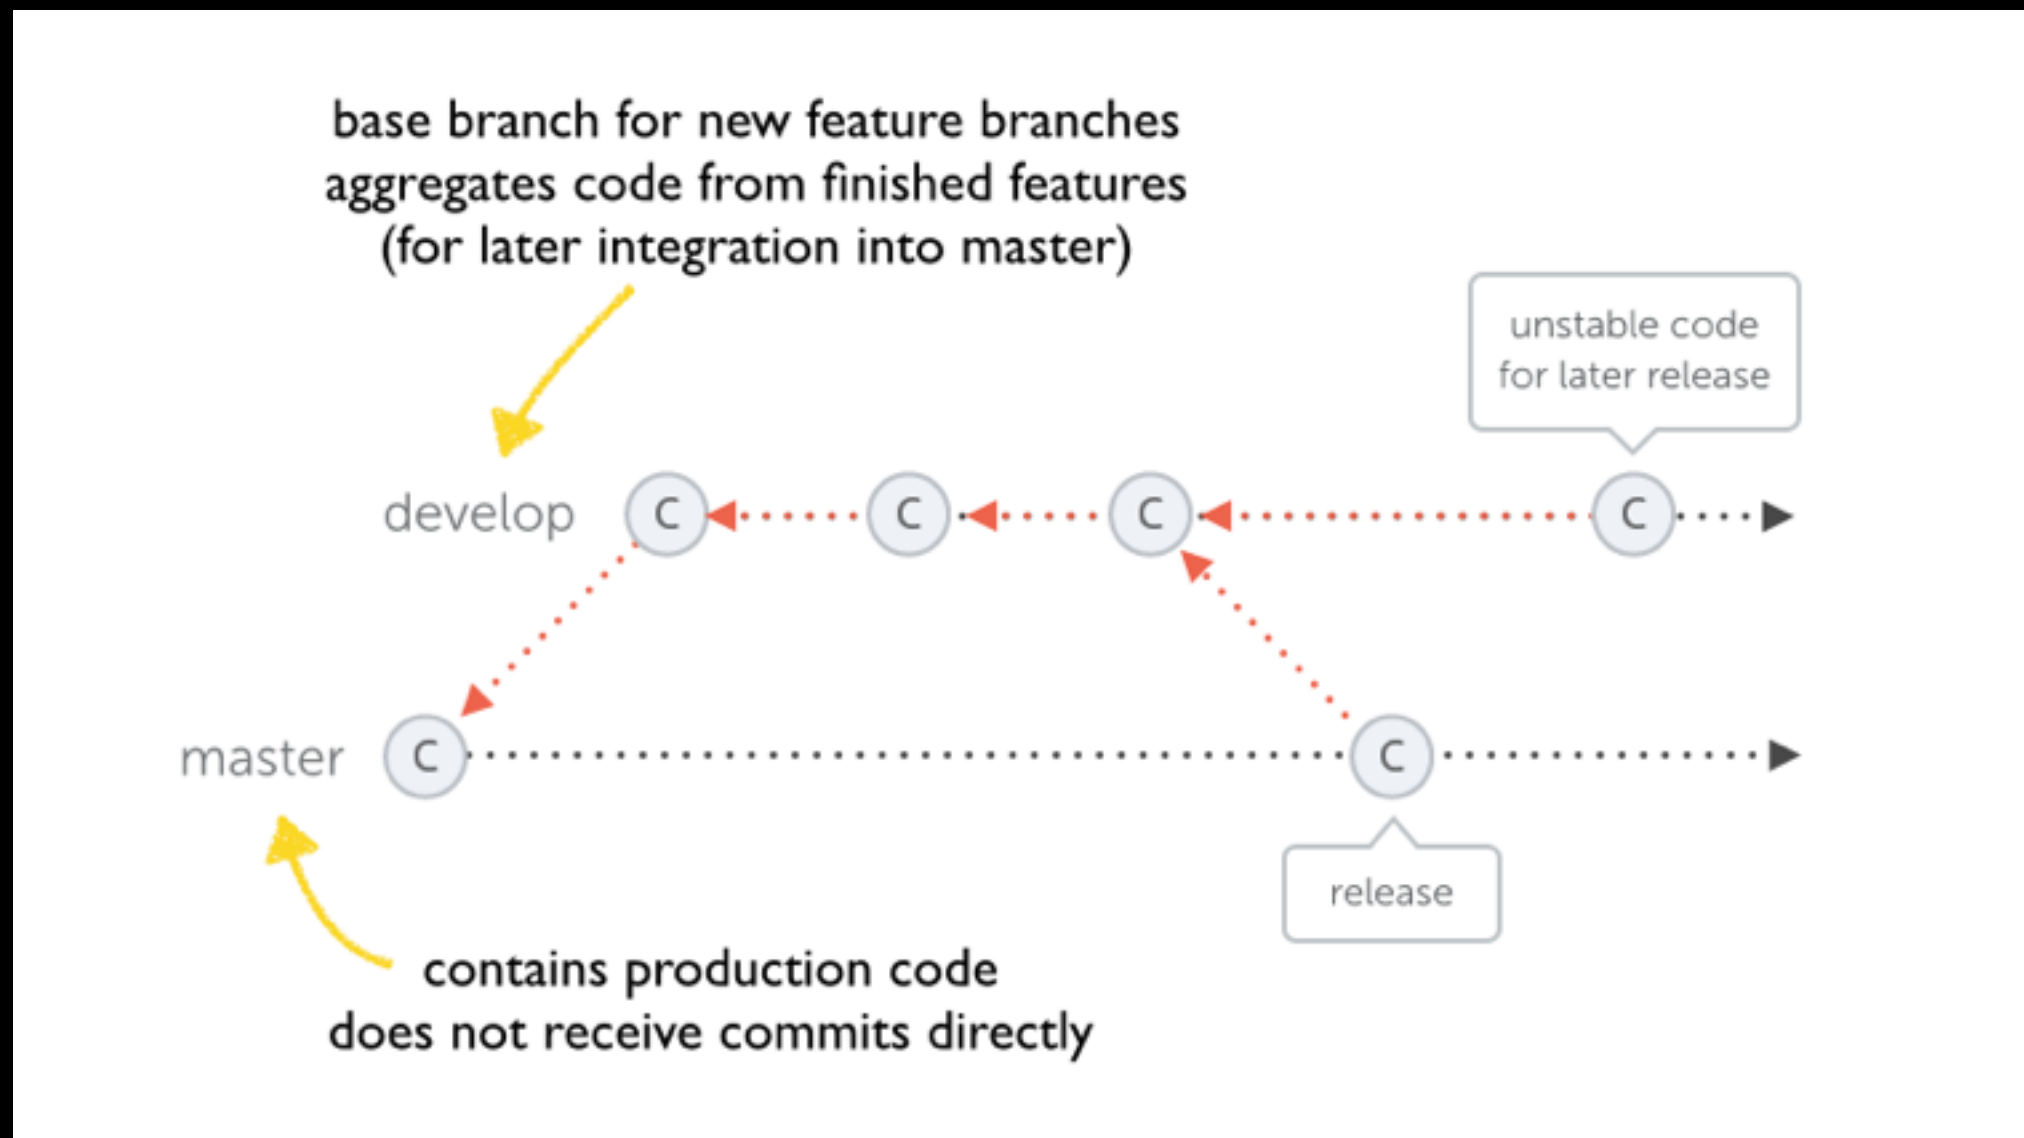 base branch for new feature branches
aggregates code from finished features
(for later integration into master)
unstable code
for later release
develop
C
C
C
C
master
C
C
release
contains production code
does not receive commits directly